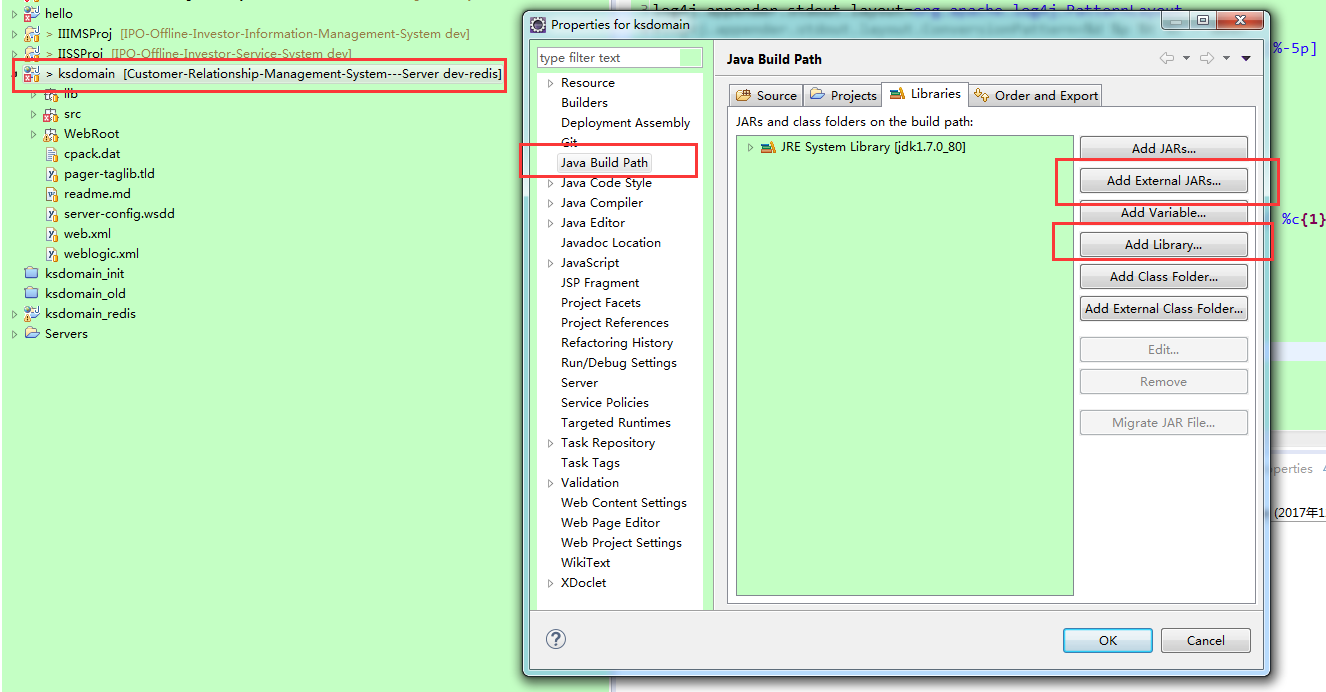 hello
> IIIMSProj [IPO-Offline-Investor-Information-Management-System dev]
> IISSProj [IPO-Offline-Investor-Service-System dev]
> ksdomain [Customer-Relationship-Management-System---Server dev-redis]
lib
src
WebRoot
cpack.dat
pager-taglib.tld
readme.md
server-config.wsdd
web.xml
weblogic.xml
ksdomain_init
ksdomain_old
ksdomain_redis
Servers
log4j.appender.stdout.layout=org.apache.log4j.PatternLayout
%-5p]
%c{1}
Properties for ksdomain
type filter text
Resource
Builders
Deployment Assembly
Git
Java Build Path
Java Code Style
Java Compiler
Java Editor
Javadoc Location
JavaScript
JSP Fragment
Project Facets
Project References
Refactoring History
Run/Debug Settings
Server
Service Policies
Targeted Runtimes
Task Repository
Task Tags
Validation
Web Content Settings
Web Page Editor
Web Project Settings
WikiText
XDoclet
Java Build Path
Source Projects Libraries Order and Export
JARs and class folders on the build path:
JRE System Library [jdk1.7.0_80]
Add JARs...
Add External JARs...
Add Variable...
Add Library...
Add Class Folder...
Add External Class Folder...
Edit...
Remove
Migrate JAR File...
OK Cancel
operties
(2017年1